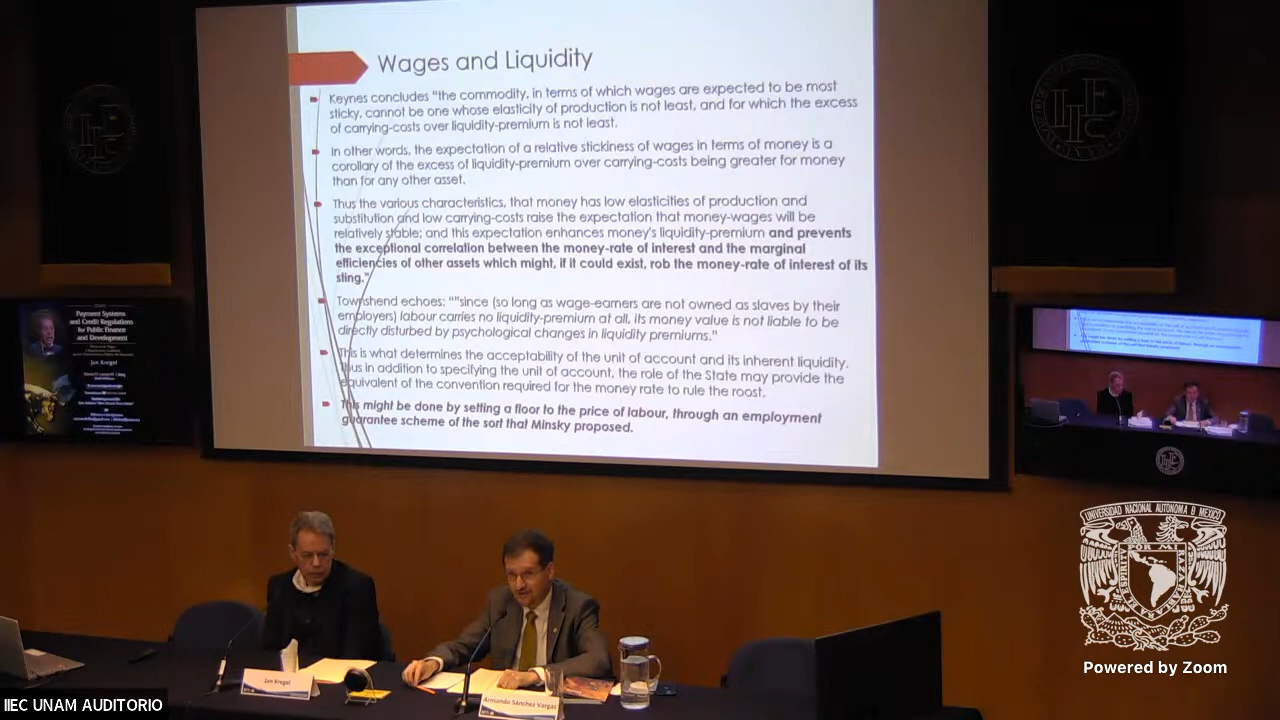 Wages and Liquidity
Keynes concludes "the commodity, in terms of which wages are expected to be most
sticky, cannot be one whose elasticity of production is not least, and for which the excess
of carrying-costs over liquidity-premium is not least.
In other words, the expectation of a relative stickiness of wages in terms of money is a
corollary of the excess of liquidity-premium over carrying-costs being greater for money
than for any other asset.
Thus the various characteristics, that money has low elasticities of production and
substitution and low carrying-costs raise the expectation that money-wages will be
relatively stable; and this expectation enhances money's liquidity-premium and prevents
the exceptional correlation between the money-rate of interest and the marginal
efficiencies of other assets which might, if it could exist, rob the money-rate of interest of its
sting."
Townshend echoes: ""since (so long as wage-earners are not owned as slaves by their
employers) labour carries no liquidity-premium at all, its money value is not liable to be
directly disturbed by psychological changes in liquidity premiums."
This is what determines the acceptability of the unit of account and its inherent liquidity.
Thus in addition to specifying the unit of account, the role of the State may provide the
equivalent of the convention required for the money rate to rule the roost.
This might be done by setting a floor to the price of labour, through an employment
guarantee scheme of the sort that Minsky proposed.
Payment Systems
and Credit Regulations
for Public Finance
and Development
Jan Kregel
Jan Kregel
Armando Sánchez Vargas
UNIVERSIDAD NACIONAL AUTONOMA DE MEXICO
Powered by Zoom
IIEC UNAM AUDITORIO